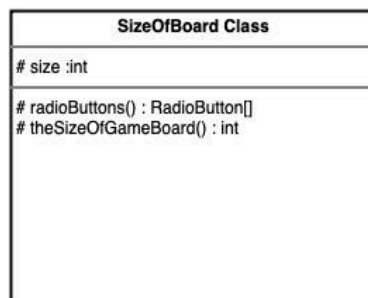 SizeOfBoard Class
# size :int
# radioButtons() : RadioButton[]
# theSizeOfGameBoard() : int